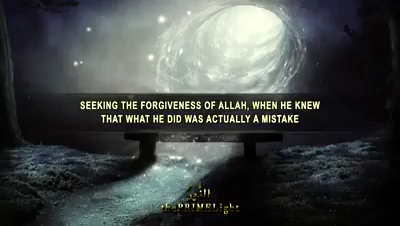 SEEKING THE FORGIVENESS OF ALLAH, WHEN HE KNEW
THAT WHAT HE DID WAS ACTUALLY A MISTAKE
thePRIMELight